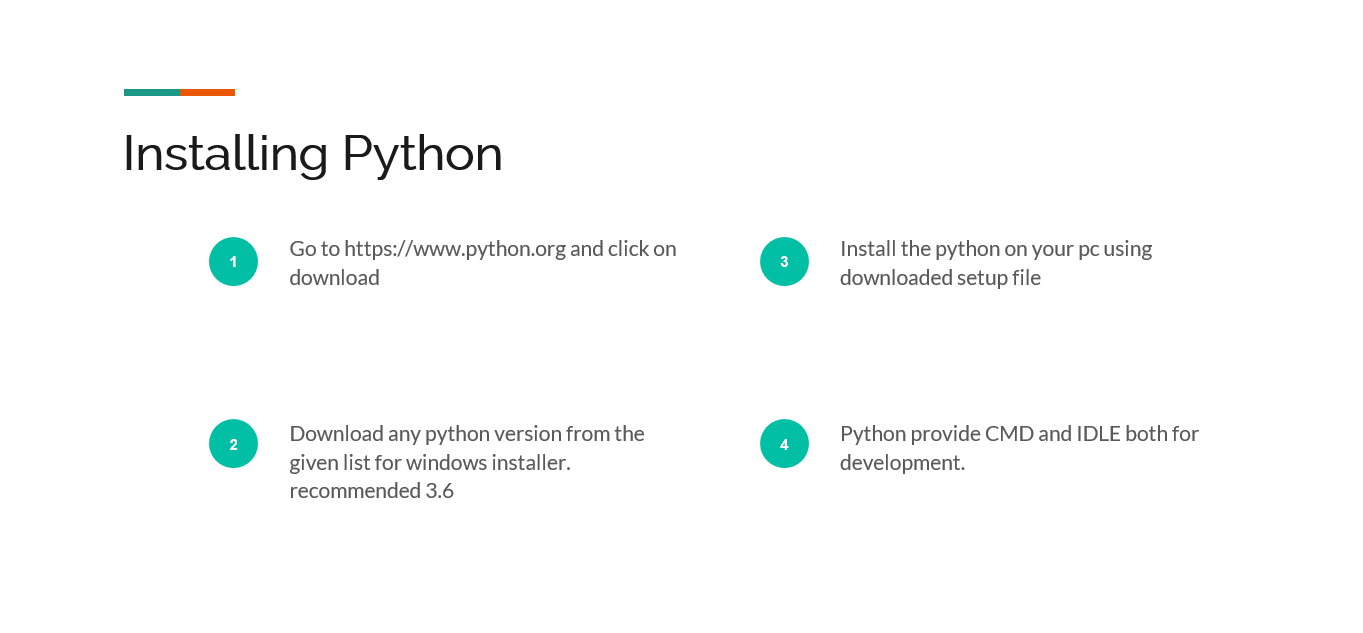 Installing Python
1
Go to https://www.python.org and click on
download
2
Download any python version from the
given list for windows installer.
recommended 3.6
3
Install the python on your pc using
downloaded setup file
4
Python provide CMD and IDLE both for
development.